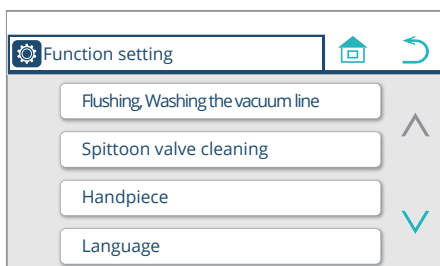 Function setting
Flushing, Washing the vacuum line
Spittoon valve cleaning
Handpiece
Language